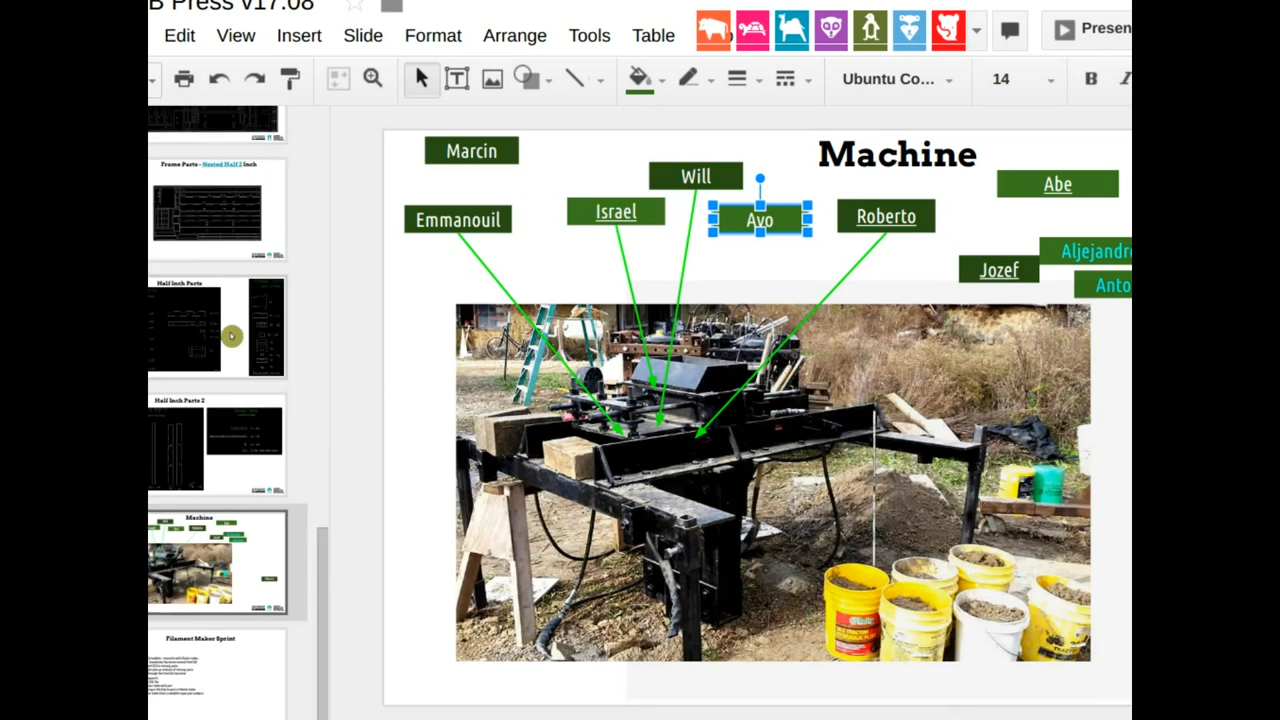 B Press v17.08
Edit View Insert Slide Format Arrange Tools Table
Presen
Ubuntu Co... 14 B I
Frame Parts - Nested Half 2 Inch
Half Inch Parts
Half Inch Parts 2
Machine
Filament Maker Sprint
Machine
Marcin
Will
Abe
Emmanouil
Israel
Ayo
Roberto
Aljejandro
Jozef
Anto